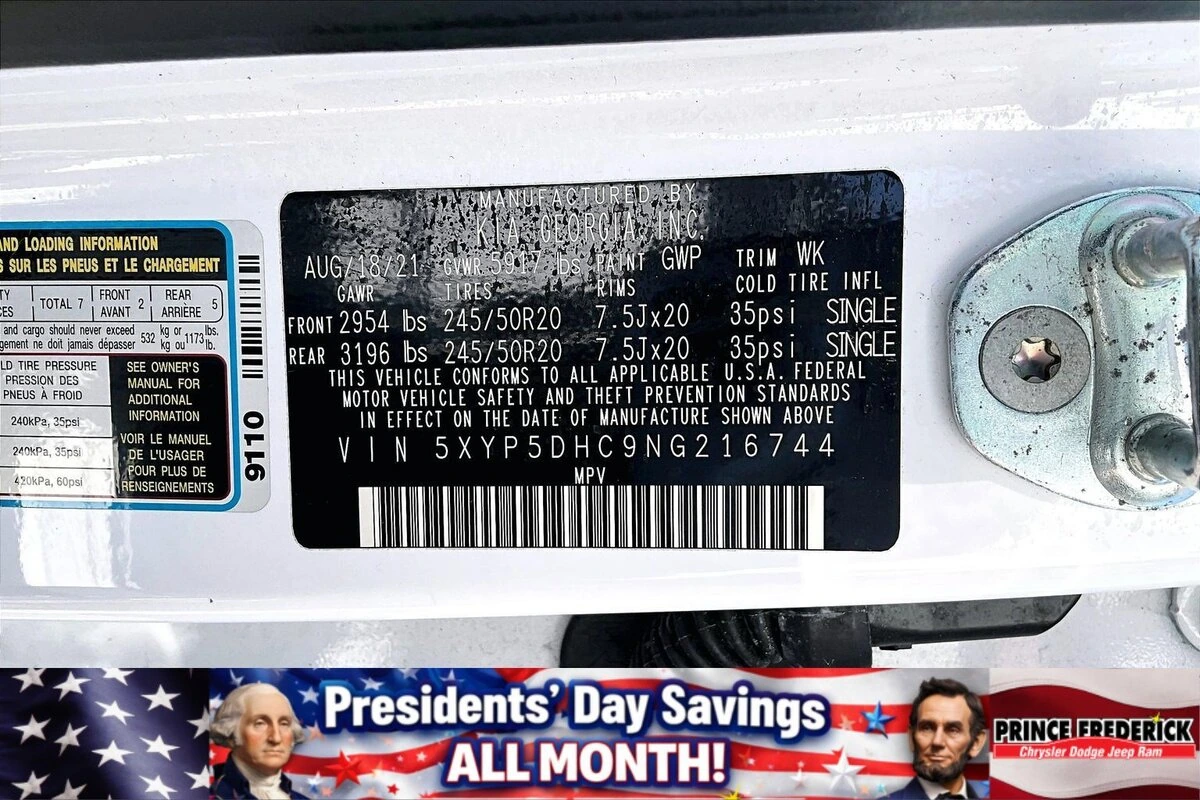 AND LOADING INFORMATION
SUR LES PNEUS ET LE CHARGEMENT
TOTAL 7 FRONT AVANT 2 REAR ARRIÈRE 5
and cargo should never exceed 532 kg or 1173 lbs.
gement ne doit jamais dépasser 532 kg ou 1173 lb.
TIRE PRESSURE
PRESSION DES
PNEUS À FROID
240kPa, 35psi
240kPa, 35psi
420kPa, 60psi
SEE OWNER'S
MANUAL FOR
ADDITIONAL
INFORMATION
VOIR LE MANUEL
DE L'USAGER
POUR PLUS DE
RENSEIGNEMENTS
9110
MANUFACTURED BY
KIA GEORGIA INC.
AUG/18/21 GVWR 5917 lbs PAINT GWP TRIM WK
GAWR TIRES RIMS COLD TIRE INFL
FRONT 2954 lbs 245/50R20 7.5Jx20 35psi SINGLE
REAR 3196 lbs 245/50R20 7.5Jx20 35psi SINGLE
THIS VEHICLE CONFORMS TO ALL APPLICABLE U.S.A. FEDERAL
MOTOR VEHICLE SAFETY AND THEFT PREVENTION STANDARDS
IN EFFECT ON THE DATE OF MANUFACTURE SHOWN ABOVE
VIN 5XYP5DHC9NG216744
MPV
Presidents' Day Savings
ALL MONTH!
PRINCE FREDERICK
Chrysler Dodge Jeep Ram